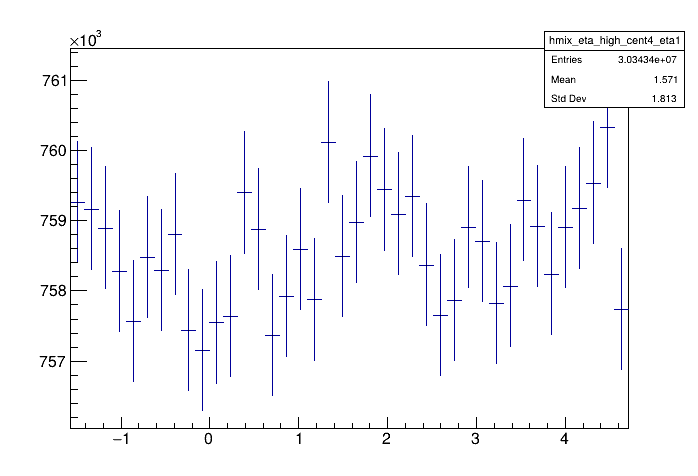 ×10³
hmix_eta_high_cent4_eta1
Entries 3.03434e+07
Mean 1.571
Std Dev 1.813
761
760
759
758
757
−1 0 1 2 3 4